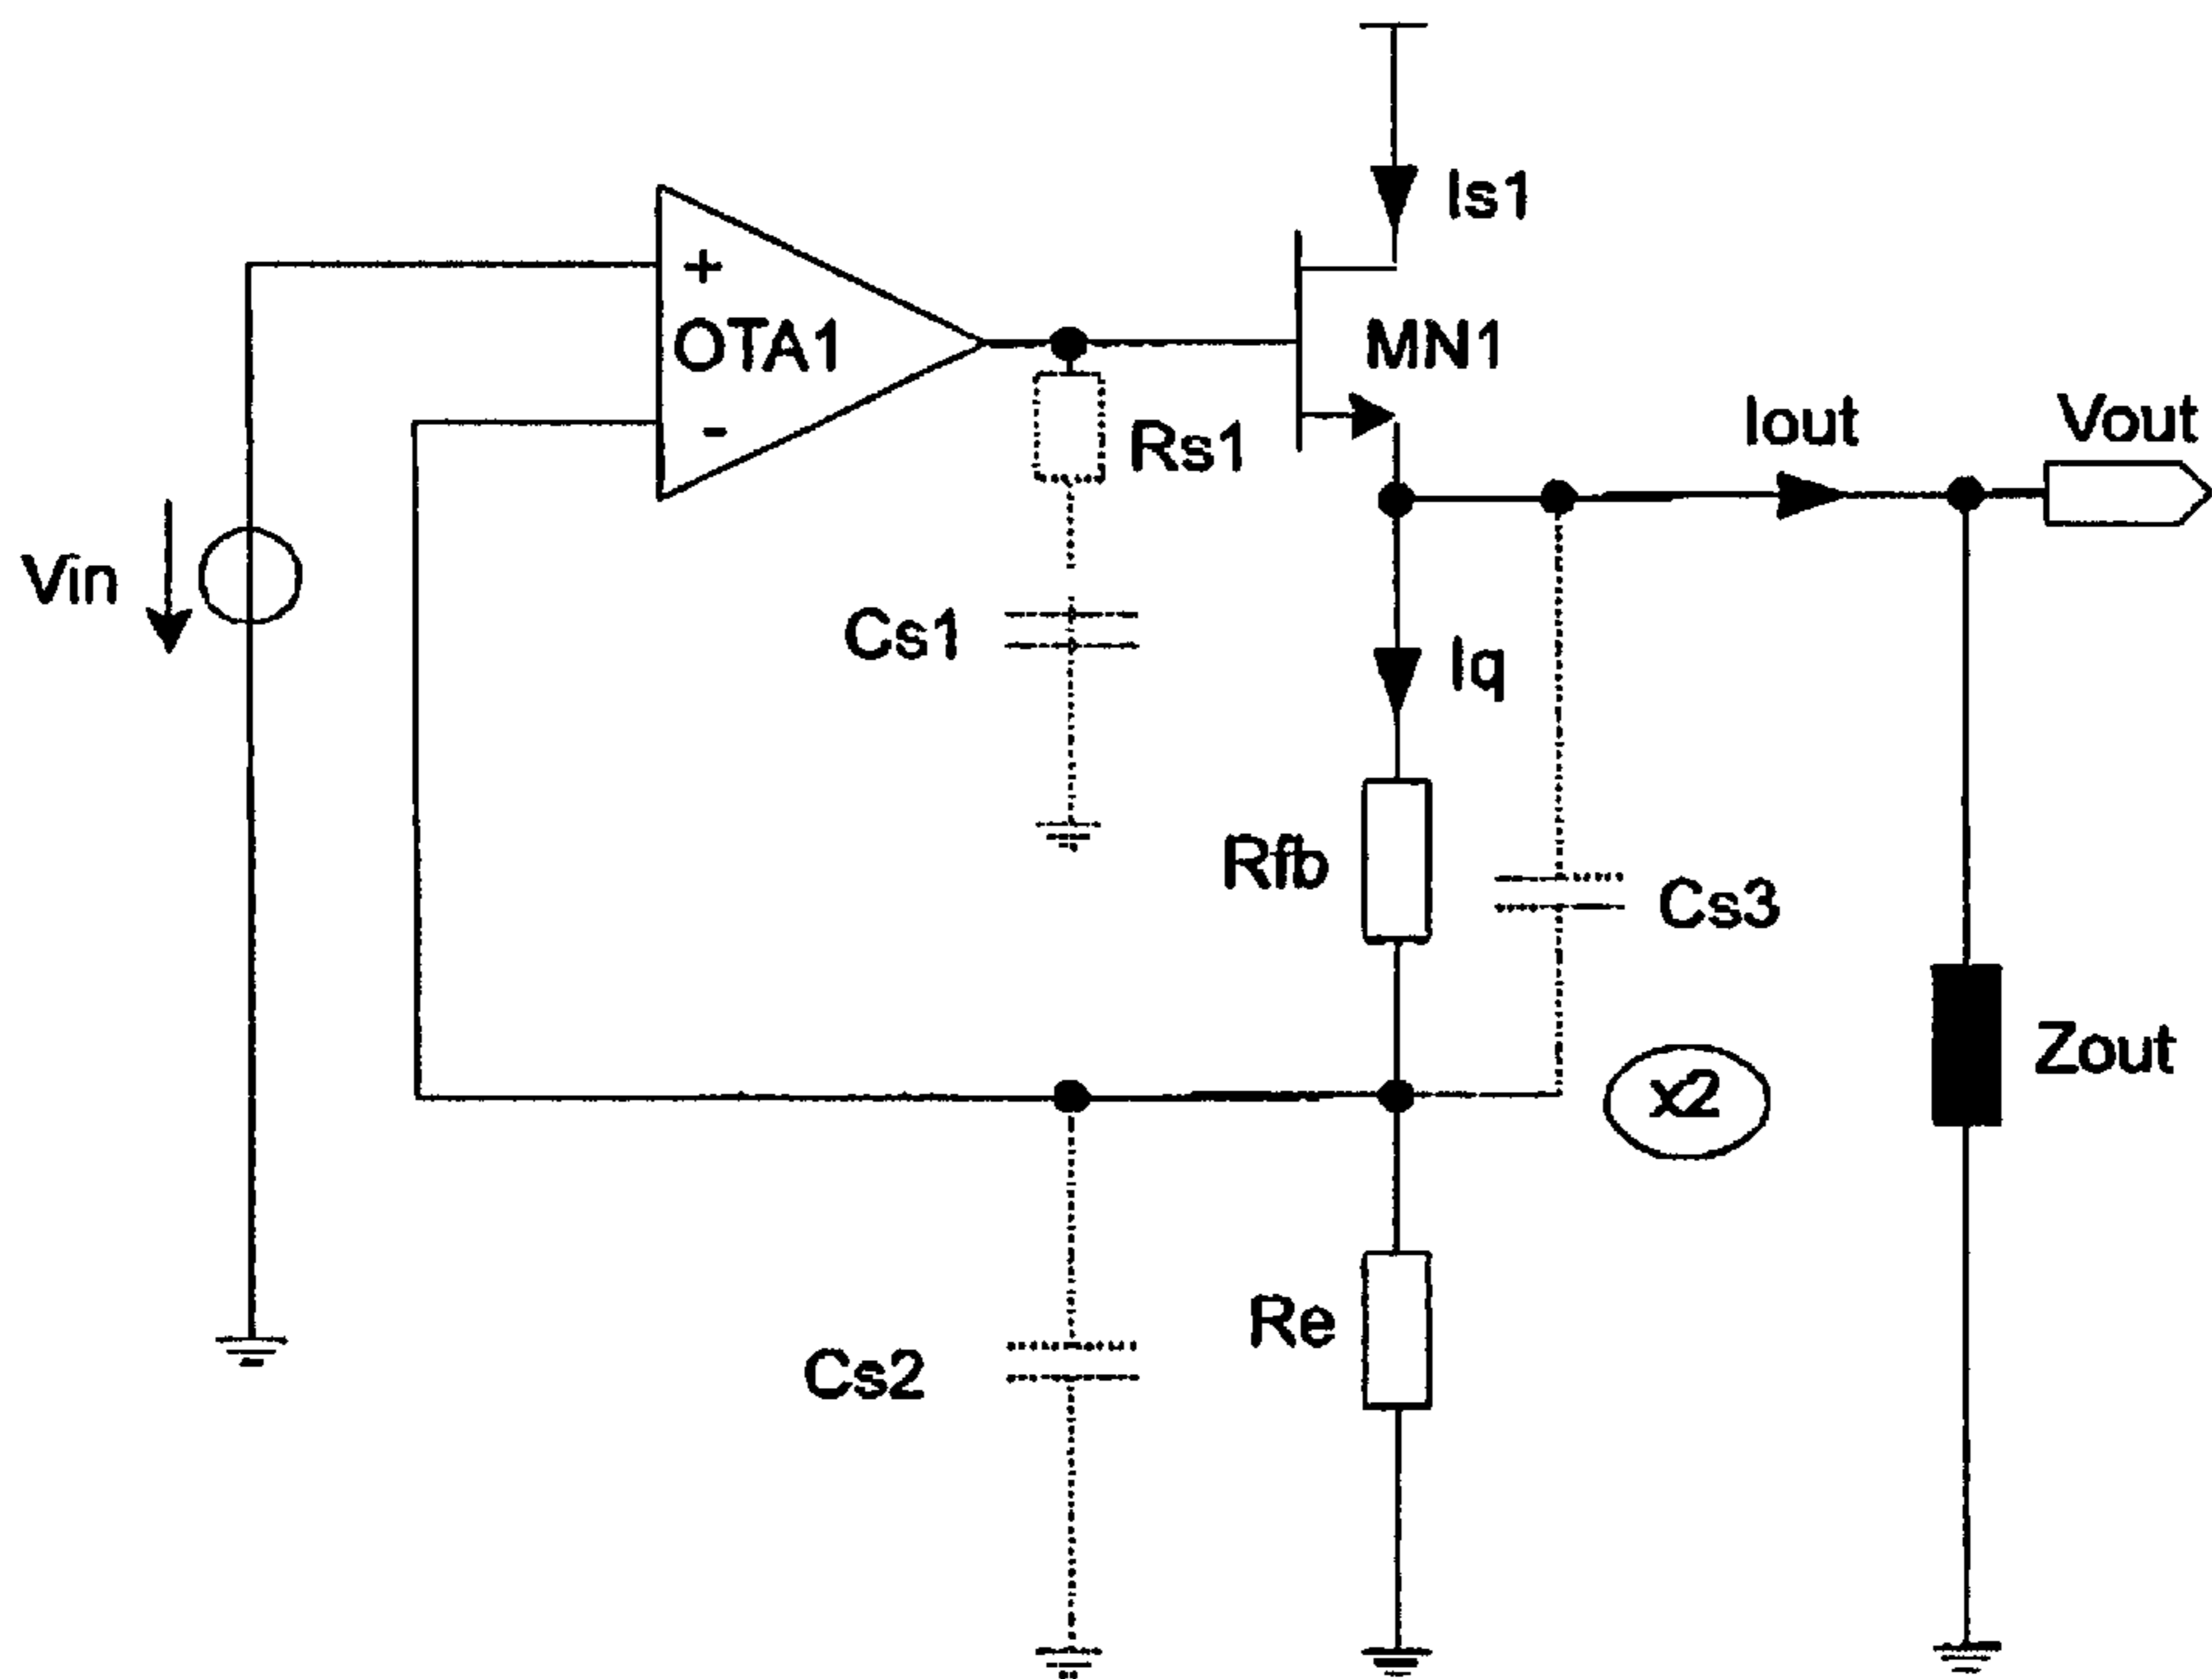 Is1
+
OTA1
-
MN1
Rs1
Iout
Vout
Vin
Cs1
Iq
Rfb
Cs3
x2
Zout
Re
Cs2